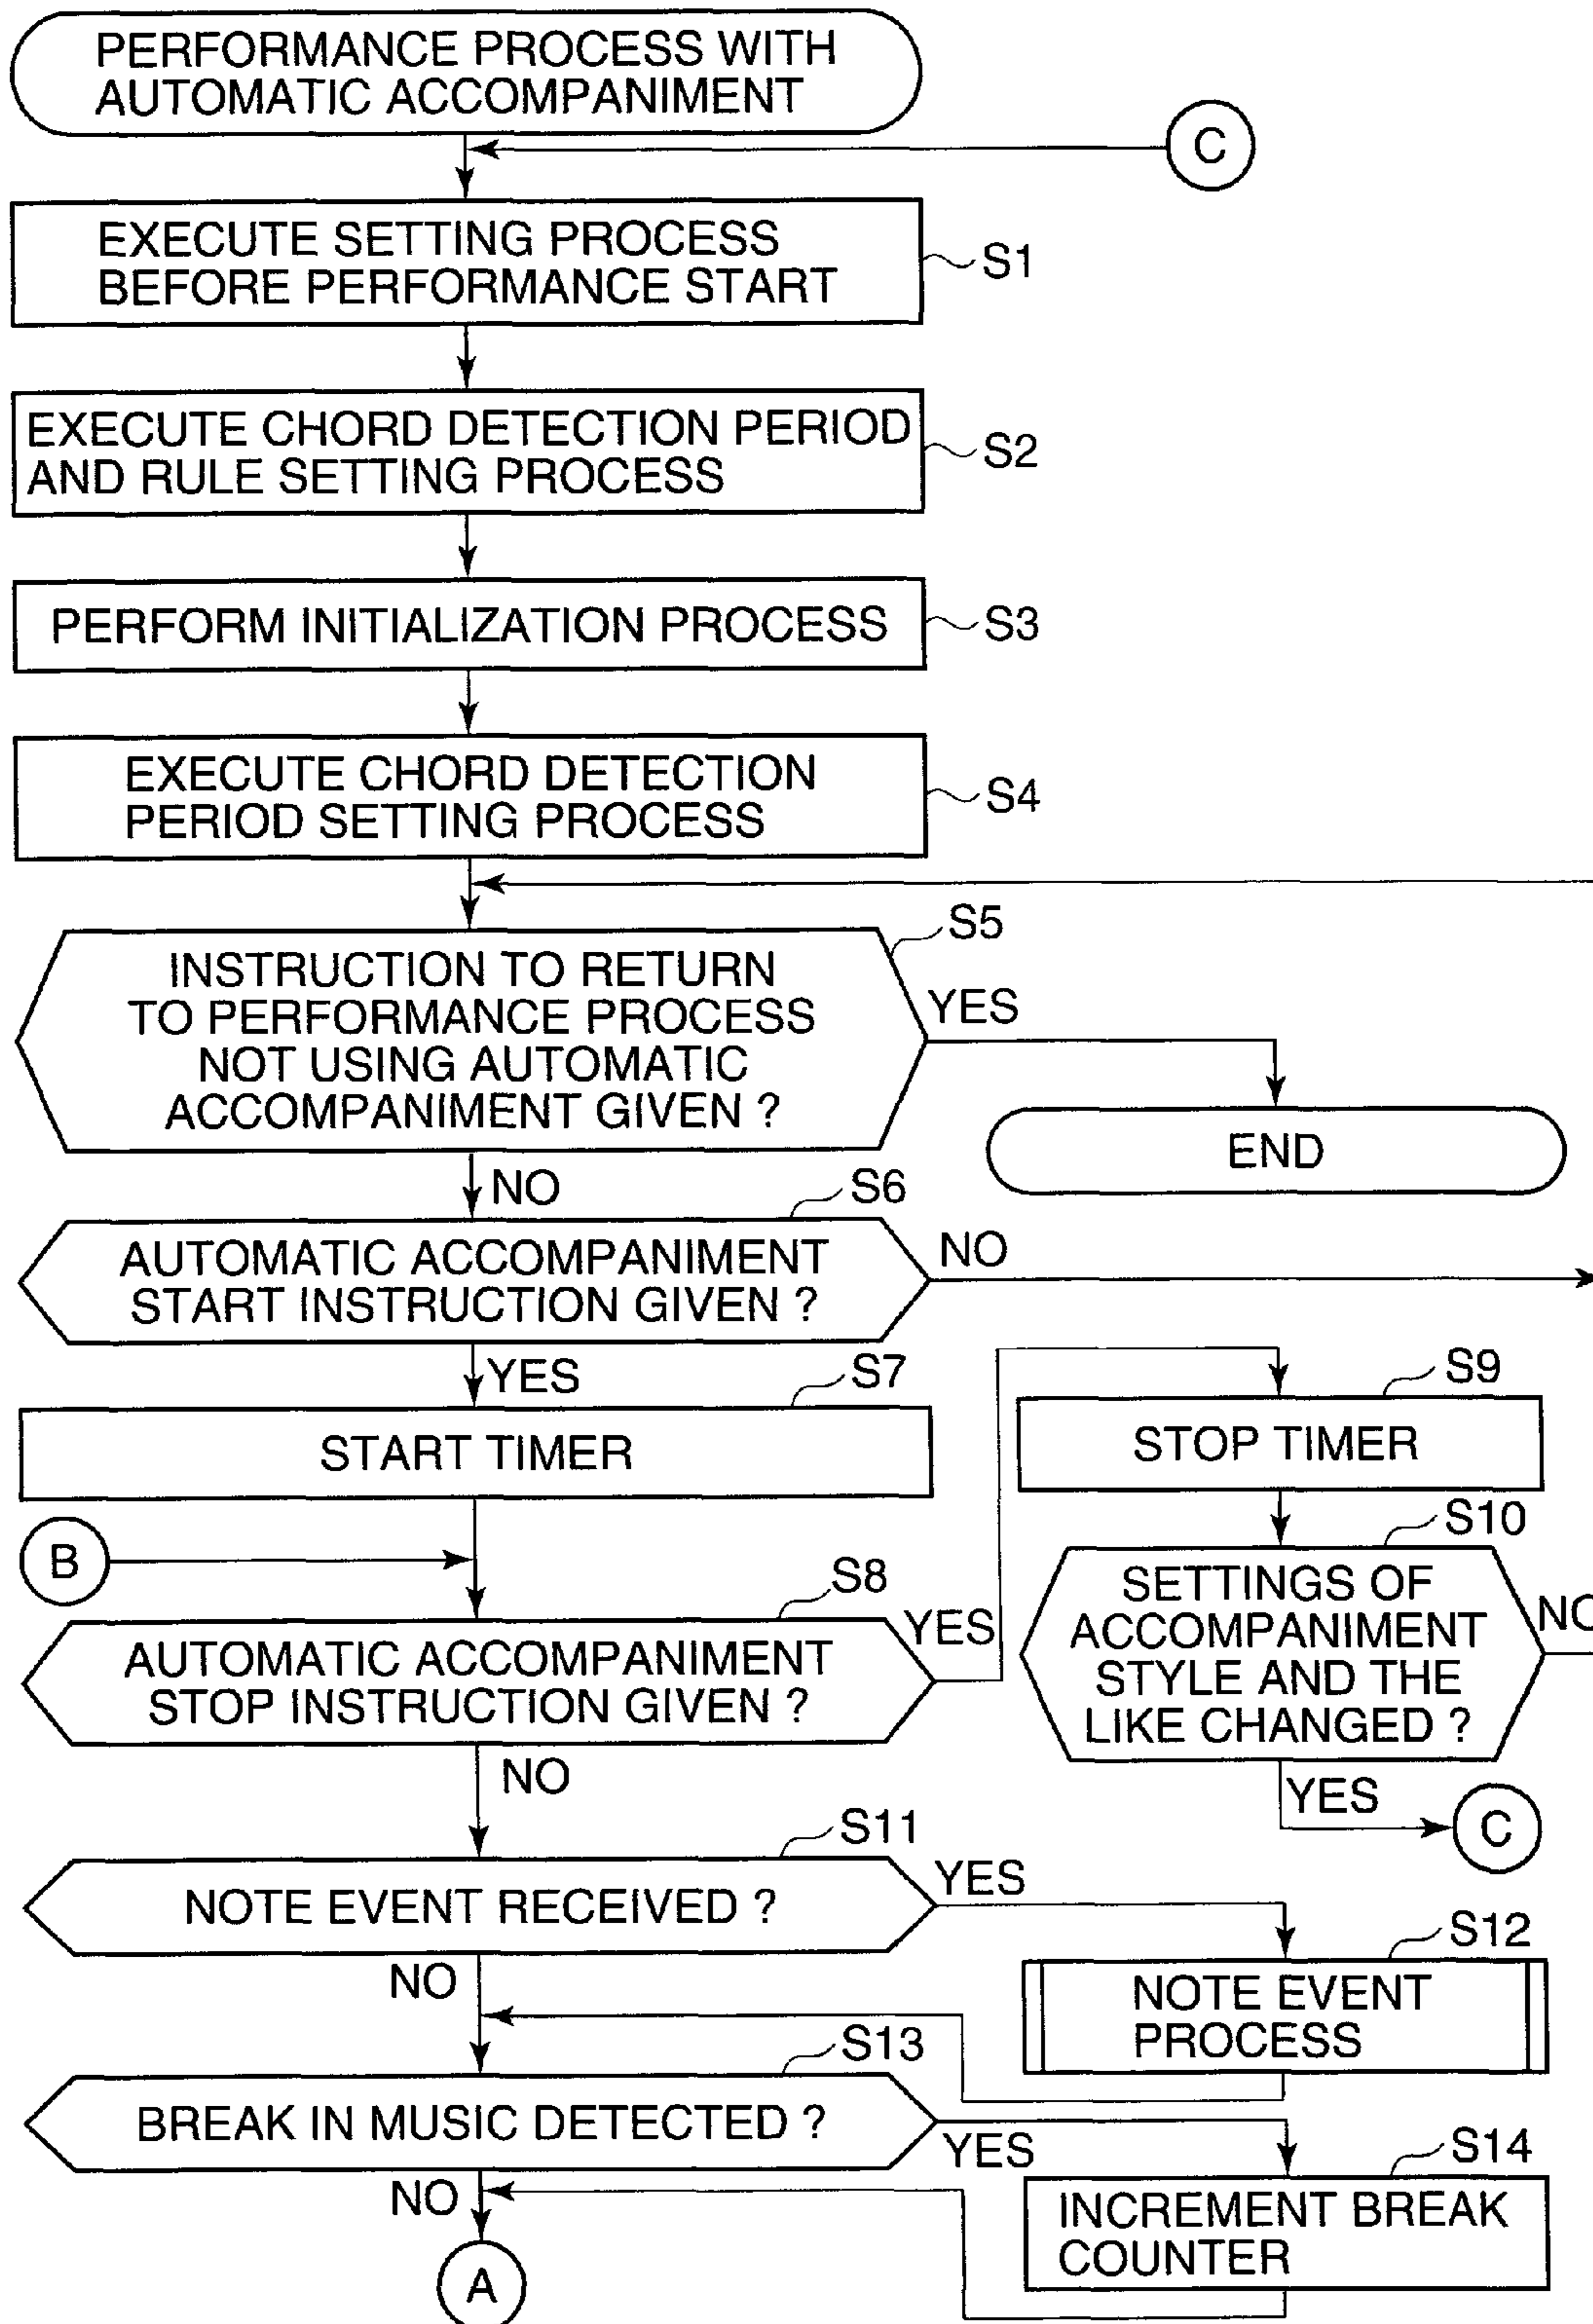 PERFORMANCE PROCESS WITH
AUTOMATIC ACCOMPANIMENT
C
EXECUTE SETTING PROCESS
BEFORE PERFORMANCE START
S1
EXECUTE CHORD DETECTION PERIOD
AND RULE SETTING PROCESS
S2
PERFORM INITIALIZATION PROCESS
S3
EXECUTE CHORD DETECTION
PERIOD SETTING PROCESS
S4
S5
INSTRUCTION TO RETURN
TO PERFORMANCE PROCESS
NOT USING AUTOMATIC
ACCOMPANIMENT GIVEN ?
YES
END
NO
S6
AUTOMATIC ACCOMPANIMENT
START INSTRUCTION GIVEN ?
NO
YES
S7
START TIMER
S9
STOP TIMER
B
S10
SETTINGS OF
ACCOMPANIMENT
STYLE AND THE
LIKE CHANGED ?
NO
YES
C
S8
AUTOMATIC ACCOMPANIMENT
STOP INSTRUCTION GIVEN ?
YES
NO
S11
NOTE EVENT RECEIVED ?
YES
S12
NOTE EVENT
PROCESS
NO
S13
BREAK IN MUSIC DETECTED ?
YES
S14
INCREMENT BREAK
COUNTER
NO
A